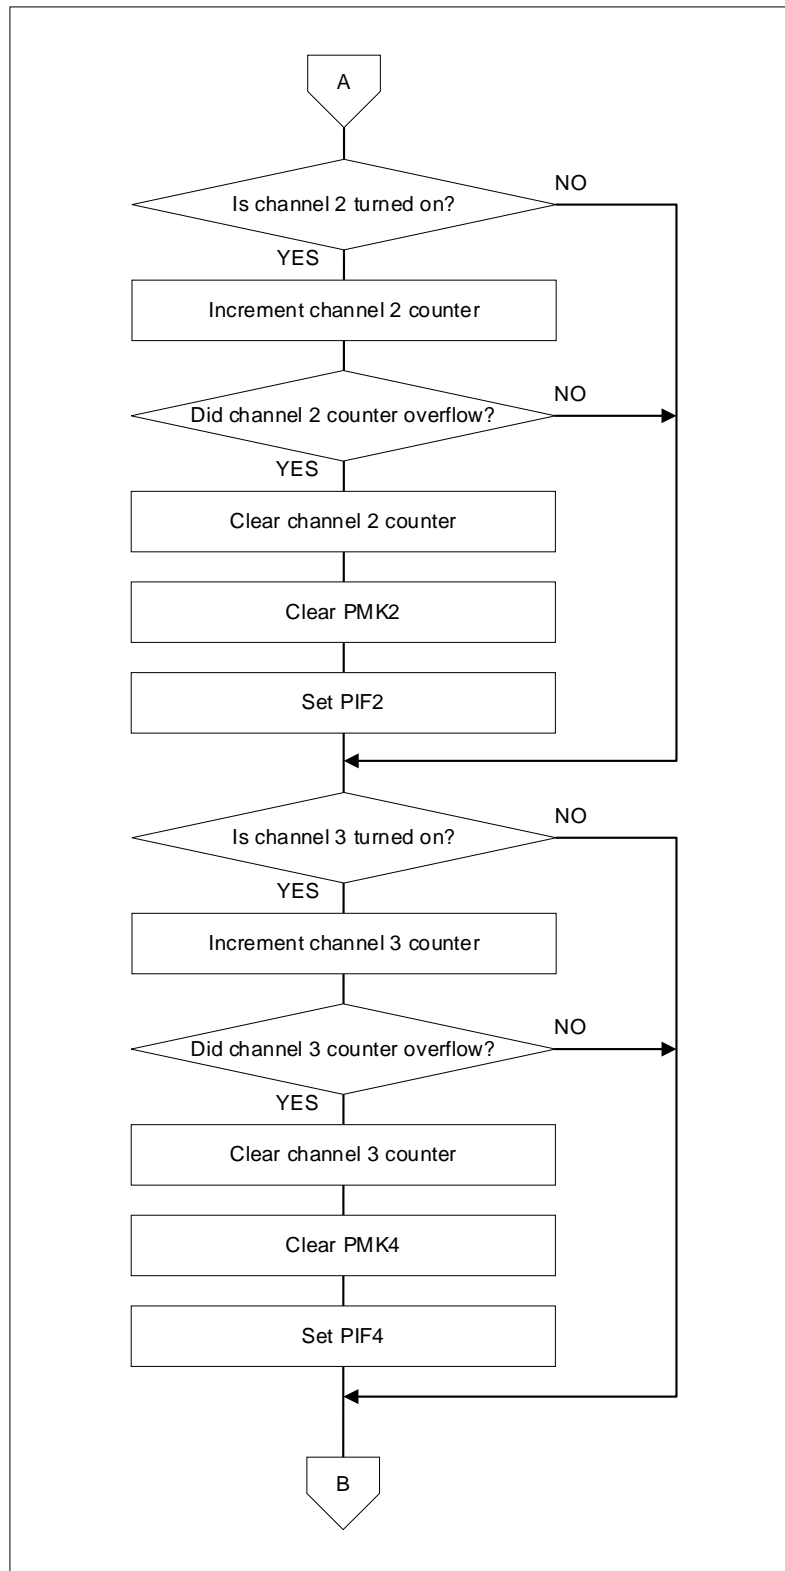 A
Is channel 2 turned on?
NO
YES
Increment channel 2 counter
Did channel 2 counter overflow?
NO
YES
Clear channel 2 counter
Clear PMK2
Set PIF2
Is channel 3 turned on?
NO
YES
Increment channel 3 counter
Did channel 3 counter overflow?
NO
YES
Clear channel 3 counter
Clear PMK4
Set PIF4
B